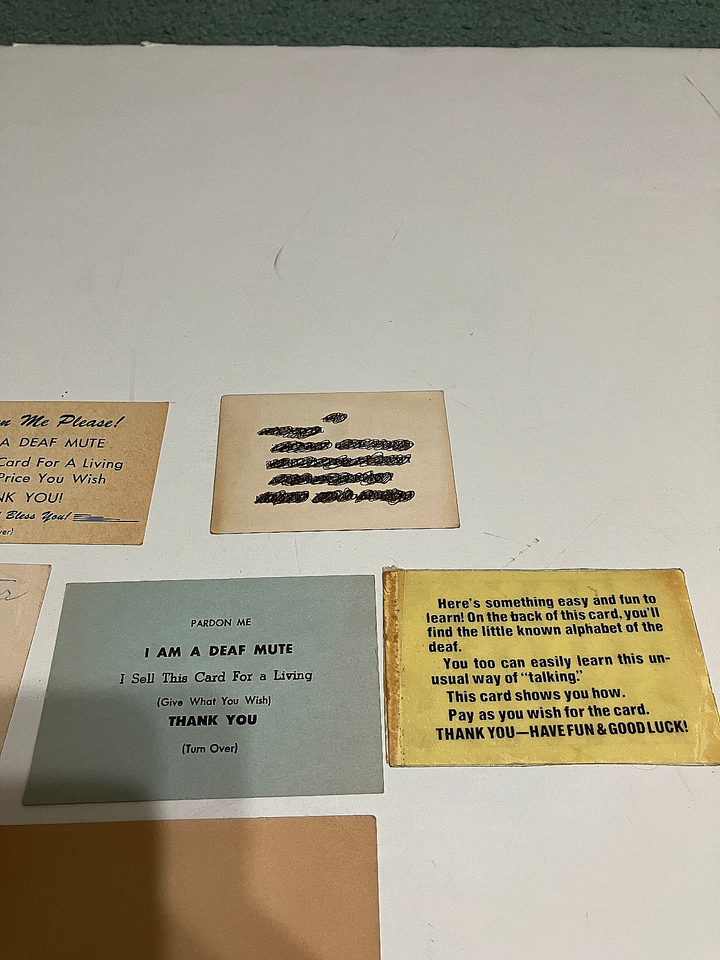 Me Please!
A DEAF MUTE
Card For A Living
Price You Wish
YOU!
Bless You!
PARDON ME
I AM A DEAF MUTE
I Sell This Card For a Living
(Give What You Wish)
THANK YOU
(Turn Over)
Here's something easy and fun to
learn! On the back of this card, you'll
find the little known alphabet of the
deaf.
You too can easily learn this un-
usual way of "talking."
This card shows you how.
Pay as you wish for the card.
THANK YOU—HAVE FUN & GOOD LUCK!